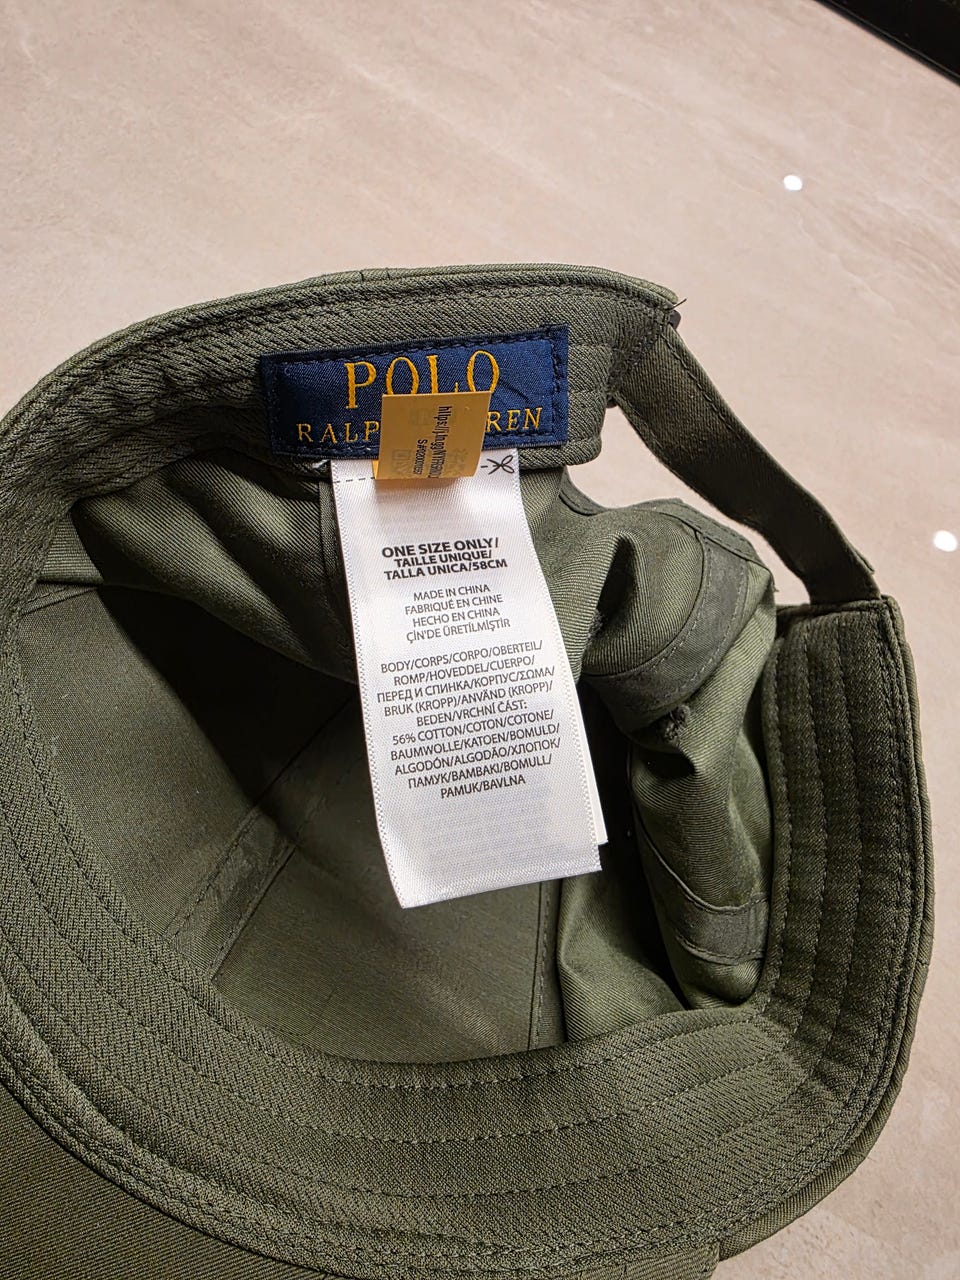 POLO
RALP REN
ONE SIZE ONLY/
TAILLE UNIQUE/
TALLA UNICA/58CM
MADE IN CHINA
FABRIQUÉ EN CHINE
HECHO EN CHINA
ÇİN'DE ÜRETİLMİŞTİR
BODY/CORPS/CORPO/OBERTEIL/
ROMP/HOVEDDEL/CUERPO/
ПЕРЕД И СПИНКА/КОРПУС/ΣΩΜΑ/
BRUK (KROPP)/ANVÄND (KROPP)/
BEDEN/VRCHNÍ ČÁST:
56% COTTON/COTON/COTONE/
BAUMWOLLE/KATOEN/BOMULD/
ALGODÓN/ALGODÃO/ХЛОПОК/
ПАМУК/ΒΑΜΒΑΚΙ/BOMULL/
PAMUK/BAVLNA